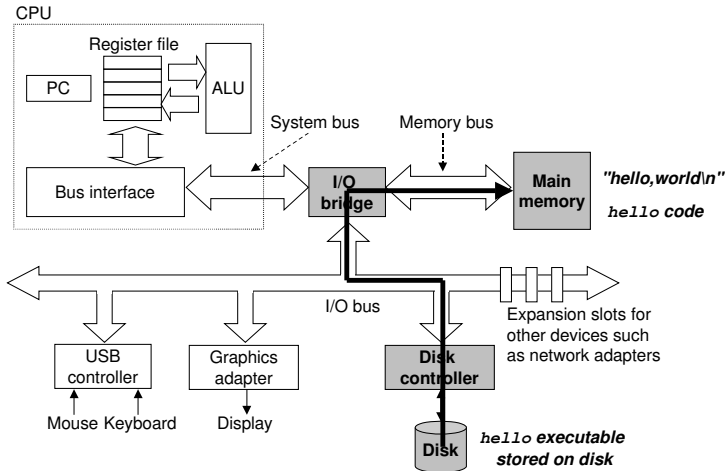 CPU
Register file
PC
ALU
System bus
Memory bus
Bus interface
I/O
bridge
Main
memory
"hello,world\n"
hello code
I/O bus
Expansion slots for
other devices such
as network adapters
USB
controller
Graphics
adapter
Disk
controller
Mouse Keyboard
Display
Disk
hello executable
stored on disk